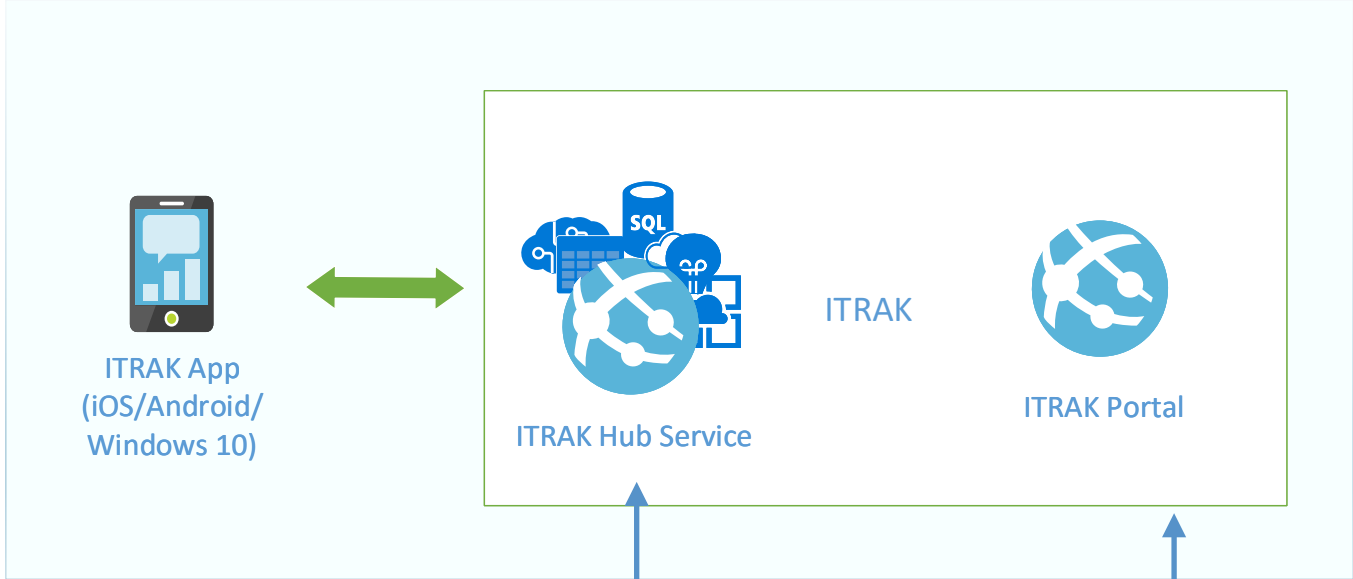 SQL
ITRAK
ITRAK App
(iOS/Android/
Windows 10)
ITRAK Hub Service
ITRAK Portal